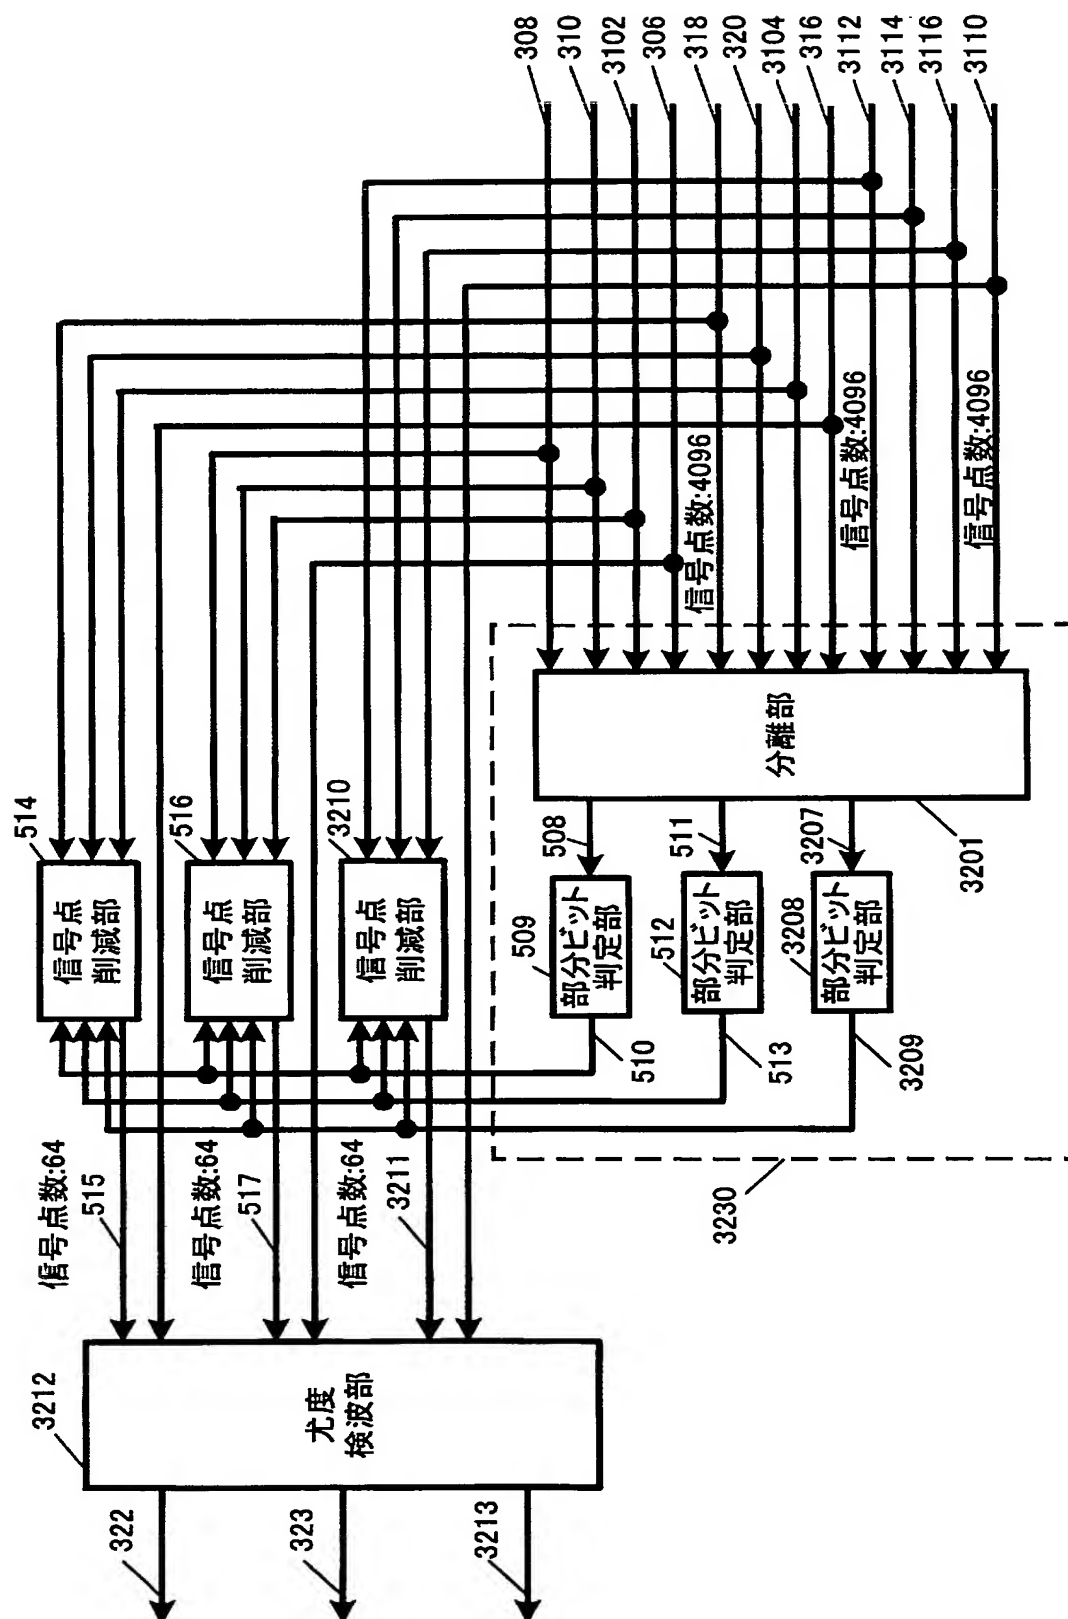 308
310
3102
306
318
320
3104
316
3112
3114
3116
3110
信号点数:4096
信号点数:4096
信号点数:4096
514
信号点
削減部
516
信号点
削減部
3210
信号点
削減部
分離部
3201
508
511
3207
509
部分ビット
判定部
512
部分ビット
判定部
3208
部分ビット
判定部
510
513
3209
3230
信号点数:64
515
信号点数:64
517
信号点数:64
3211
3212
尤度
検波部
322
323
3213